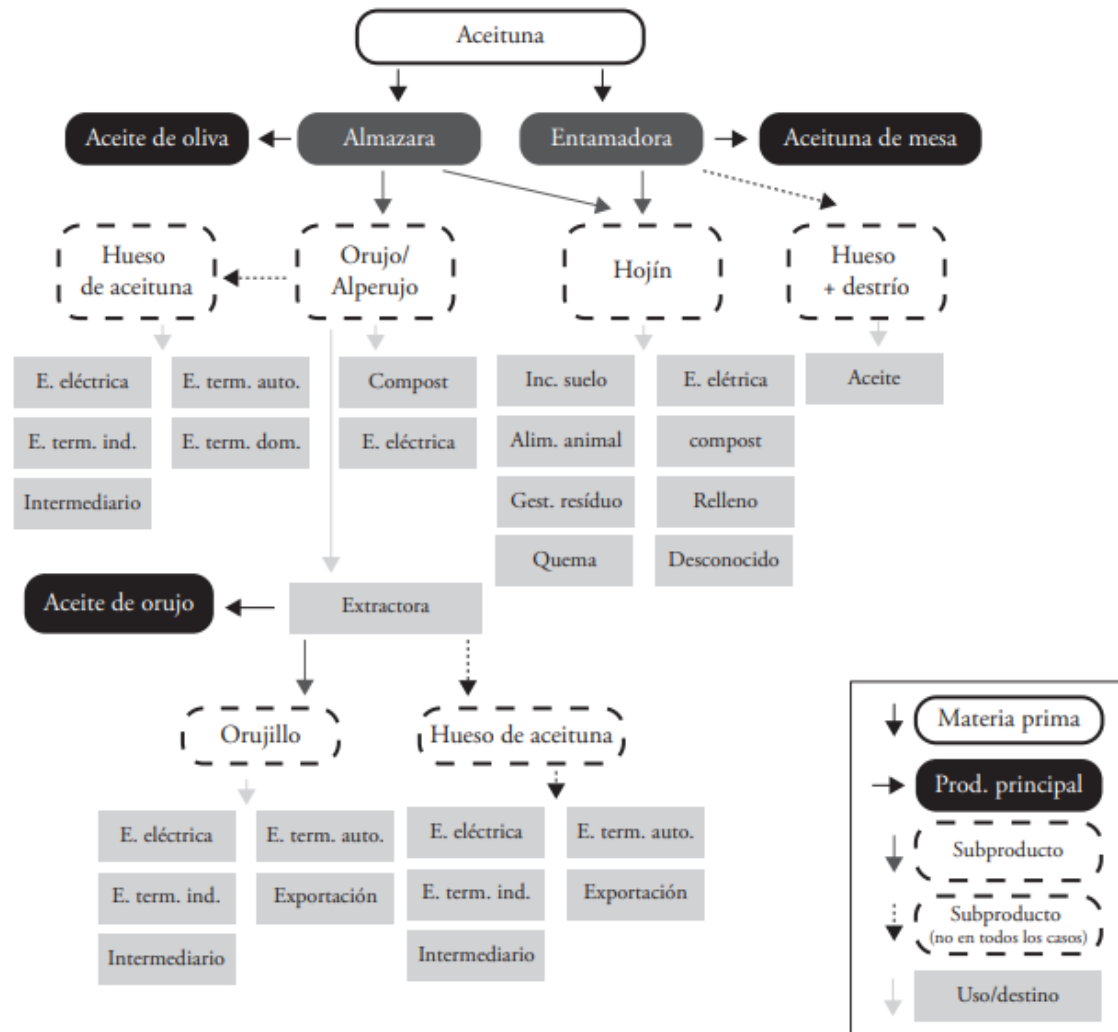 Aceituna
Aceite de oliva
Almazara
Entamadora
Aceituna de mesa
Hueso
de aceituna
Orujo/
Alperujo
Hojín
Hueso
+ destrío
E. eléctrica
E. term. auto.
E. term. ind.
E. term. dom.
Intermediario
Compost
E. eléctrica
Inc. suelo
E. elétrica
Alim. animal
compost
Gest. resíduo
Relleno
Quema
Desconocido
Aceite
Aceite de orujo
Extractora
Orujillo
Hueso de aceituna
E. eléctrica
E. term. auto.
E. term. ind.
Exportación
Intermediario
E. eléctrica
E. term. auto.
E. term. ind.
Exportación
Intermediario
Materia prima
Prod. principal
Subproducto
Subproducto
(no en todos los casos)
Uso/destino